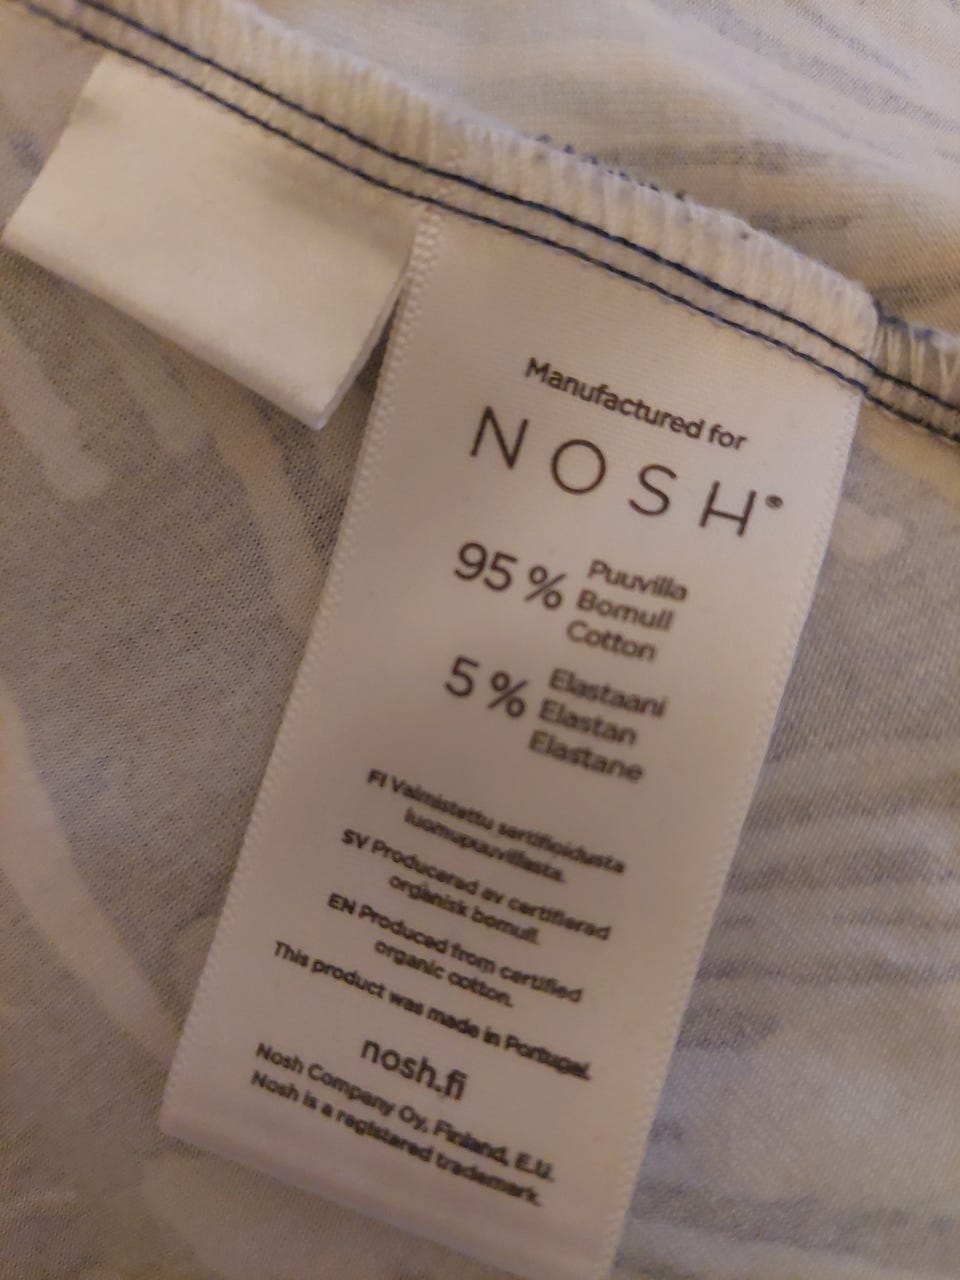 Manufactured for
NOSH®
95 % Puuvilla
Bomull
Cotton
5 % Elastaani
Elastan
Elastane
FI Valmistettu sertifioidusta
luomupuuvillasta.
SV Producerad av certifierad
organisk bomull.
EN Produced from certified
organic cotton.
This product was made in Portugal.
nosh.fi
Nosh Company Oy, Finland, E.U.
Nosh is a registered trademark.